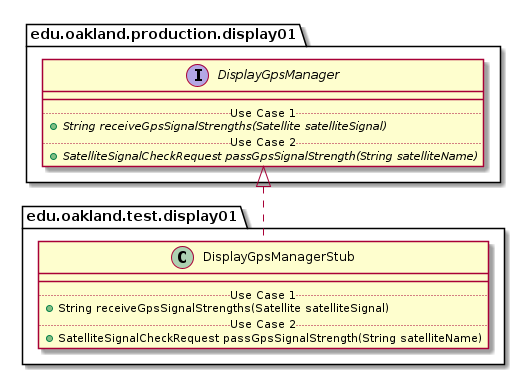 edu.oakland.production.display01
I DisplayGpsManager
Use Case 1
String receiveGpsSignalStrengths(Satellite satelliteSignal)
Use Case 2
SatelliteSignalCheckRequest passGpsSignalStrength(String satelliteName)
edu.oakland.test.display01
C DisplayGpsManagerStub
Use Case 1
String receiveGpsSignalStrengths(Satellite satelliteSignal)
Use Case 2
SatelliteSignalCheckRequest passGpsSignalStrength(String satelliteName)